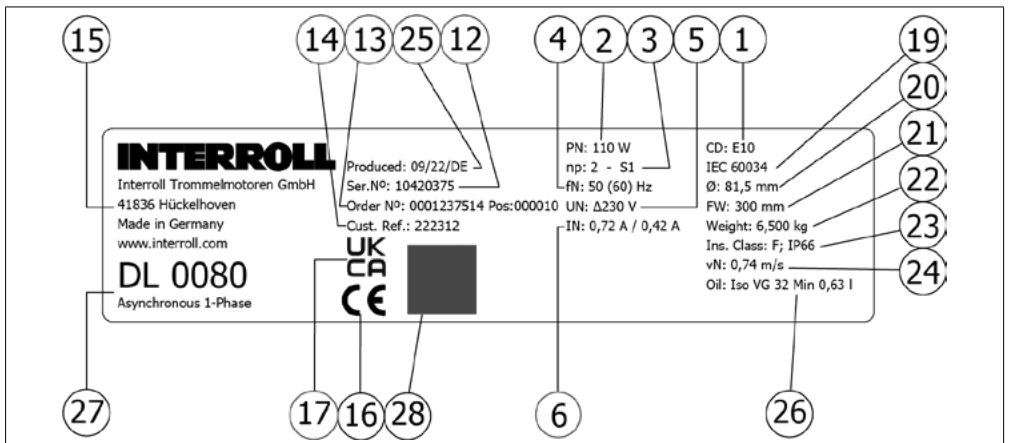 15 14 13 25 12 4 2 3 5 1 19
20
21
22
23
24
INTERROLL
Interroll Trommelmotoren GmbH
41836 Hückelhoven
Made in Germany
www.interroll.com
DL 0080
Asynchronous 1-Phase
Produced: 09/22/DE
Ser.Nº: 10420375
Order Nº: 0001237514 Pos:000010
Cust. Ref.: 222312
UK
CA
CE
PN: 110 W
np: 2 - S1
fN: 50 (60) Hz
UN: Δ230 V
IN: 0,72 A / 0,42 A
CD: E10
IEC 60034
Ø: 81,5 mm
FW: 300 mm
Weight: 6,500 kg
Ins. Class: F; IP66
vN: 0,74 m/s
Oil: Iso VG 32 Min 0,63 l
27 17 16 28 6 26